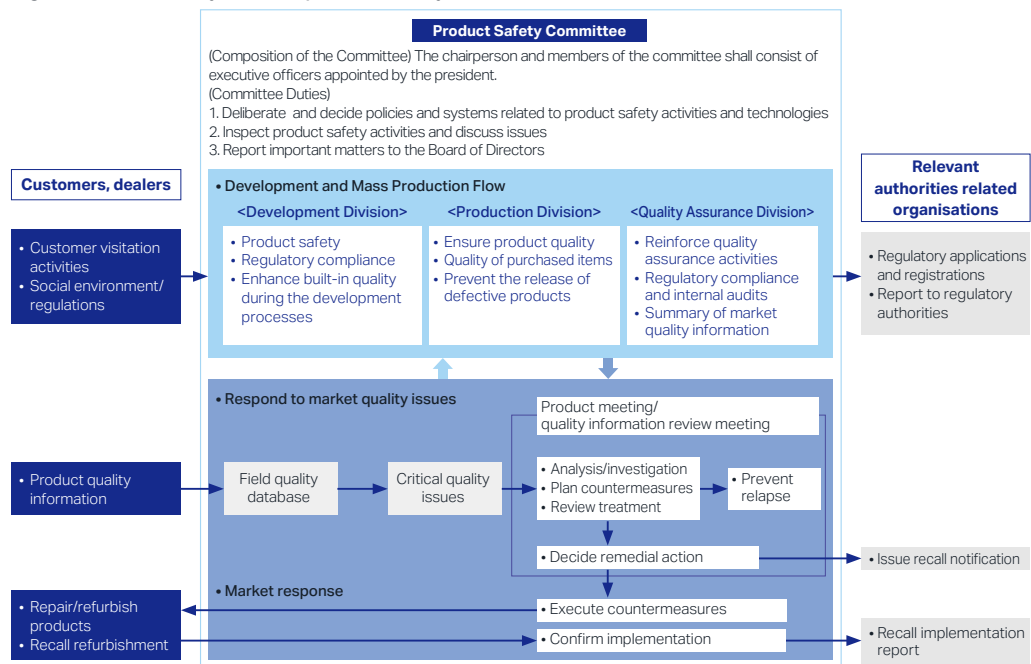 Product Safety Committee
(Composition of the Committee) The chairperson and members of the committee shall consist of
executive officers appointed by the president.
(Committee Duties)
1. Deliberate and decide policies and systems related to product safety activities and technologies
2. Inspect product safety activities and discuss issues
3. Report important matters to the Board of Directors
Customers, dealers
• Customer visitation
activities
• Social environment/
regulations
• Development and Mass Production Flow
<Development Division>
• Product safety
• Regulatory compliance
• Enhance built-in quality
during the development
processes
<Production Division>
• Ensure product quality
• Quality of purchased items
• Prevent the release of
defective products
<Quality Assurance Division>
• Reinforce quality
assurance activities
• Regulatory compliance
and internal audits
• Summary of market
quality information
Relevant
authorities related
organisations
• Regulatory applications
and registrations
• Report to regulatory
authorities
• Respond to market quality issues
Product meeting/
quality information review meeting
• Product quality
information
Field quality
database
Critical quality
issues
• Analysis/investigation
• Plan countermeasures
• Review treatment
• Prevent
relapse
• Decide remedial action
• Issue recall notification
• Market response
• Repair/refurbish
products
• Recall refurbishment
• Execute countermeasures
• Confirm implementation
• Recall implementation
report